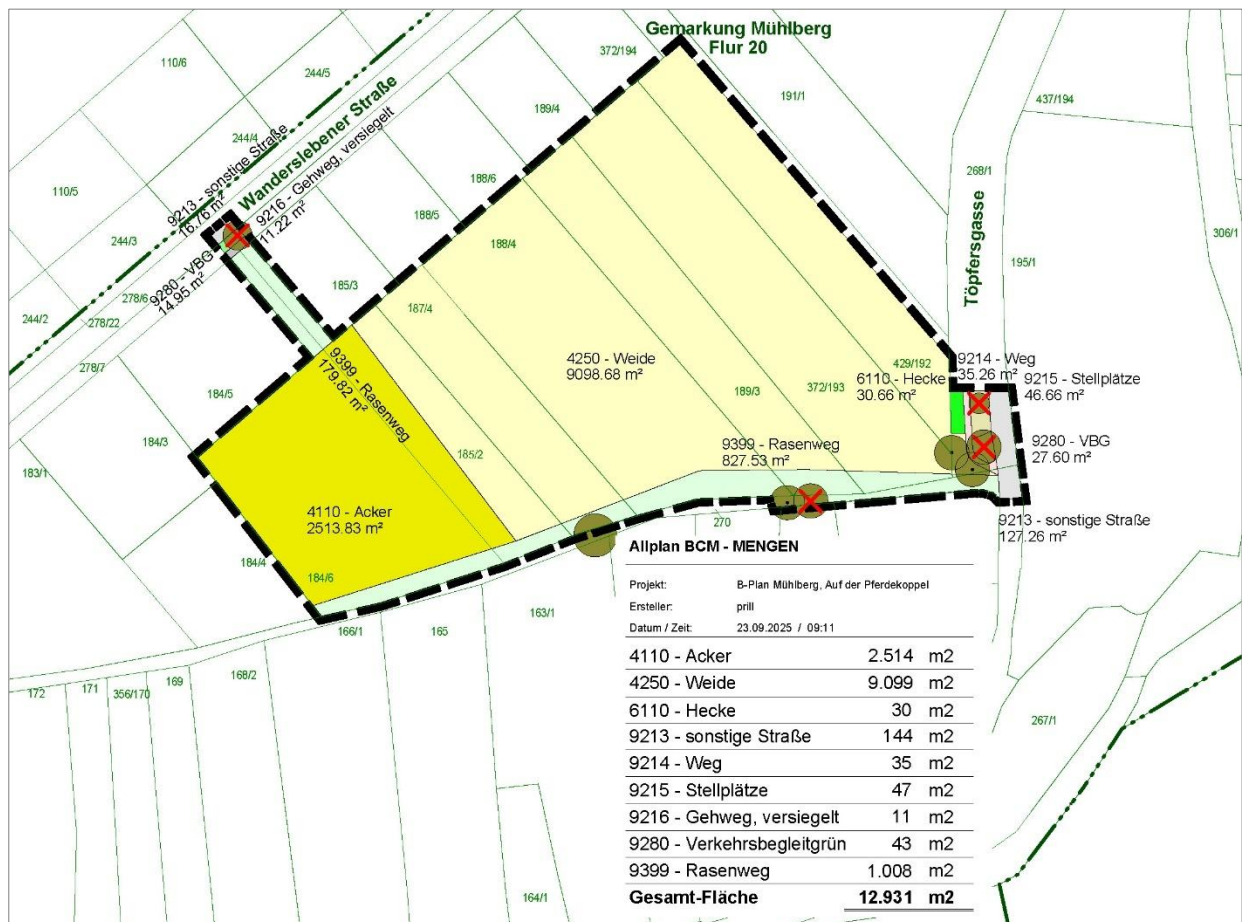 Gemarkung Mühlberg
Flur 20
372/194
110/6
244/5
191/1
189/4
437/194
244/4
Wanderslebener Straße
9213 - sonstige Straße
16.76 m²
9216 - Gehweg, versiegelt
11.22 m²
268/1
188/6
110/5
188/5
Töpfersgasse
306/1
244/3
188/4
195/1
9280 - VBG
14.95 m²
278/6
185/3
244/2
278/22
187/4
278/7
9399 - Rasenweg
179.82 m²
4250 - Weide
9098.68 m²
429/192
9214 - Weg
35.26 m²
6110 - Hecke
30.66 m²
9215 - Stellplätze
46.66 m²
184/5
189/3
372/193
184/3
9399 - Rasenweg
827.53 m²
9280 - VBG
27.60 m²
185/2
183/1
4110 - Acker
2513.83 m²
270
9213 - sonstige Straße
127.26 m²
184/4
184/6
163/1
166/1
165
168/2
169
356/170
171
172
164/1
267/1
Allplan BCM - MENGEN
Projekt: B-Plan Mühlberg, Auf der Pferdekoppel
Ersteller: prill
Datum / Zeit: 23.09.2025 / 09:11
4110 - Acker 2.514 m2
4250 - Weide 9.099 m2
6110 - Hecke 30 m2
9213 - sonstige Straße 144 m2
9214 - Weg 35 m2
9215 - Stellplätze 47 m2
9216 - Gehweg, versiegelt 11 m2
9280 - Verkehrsbegleitgrün 43 m2
9399 - Rasenweg 1.008 m2
Gesamt-Fläche 12.931 m2